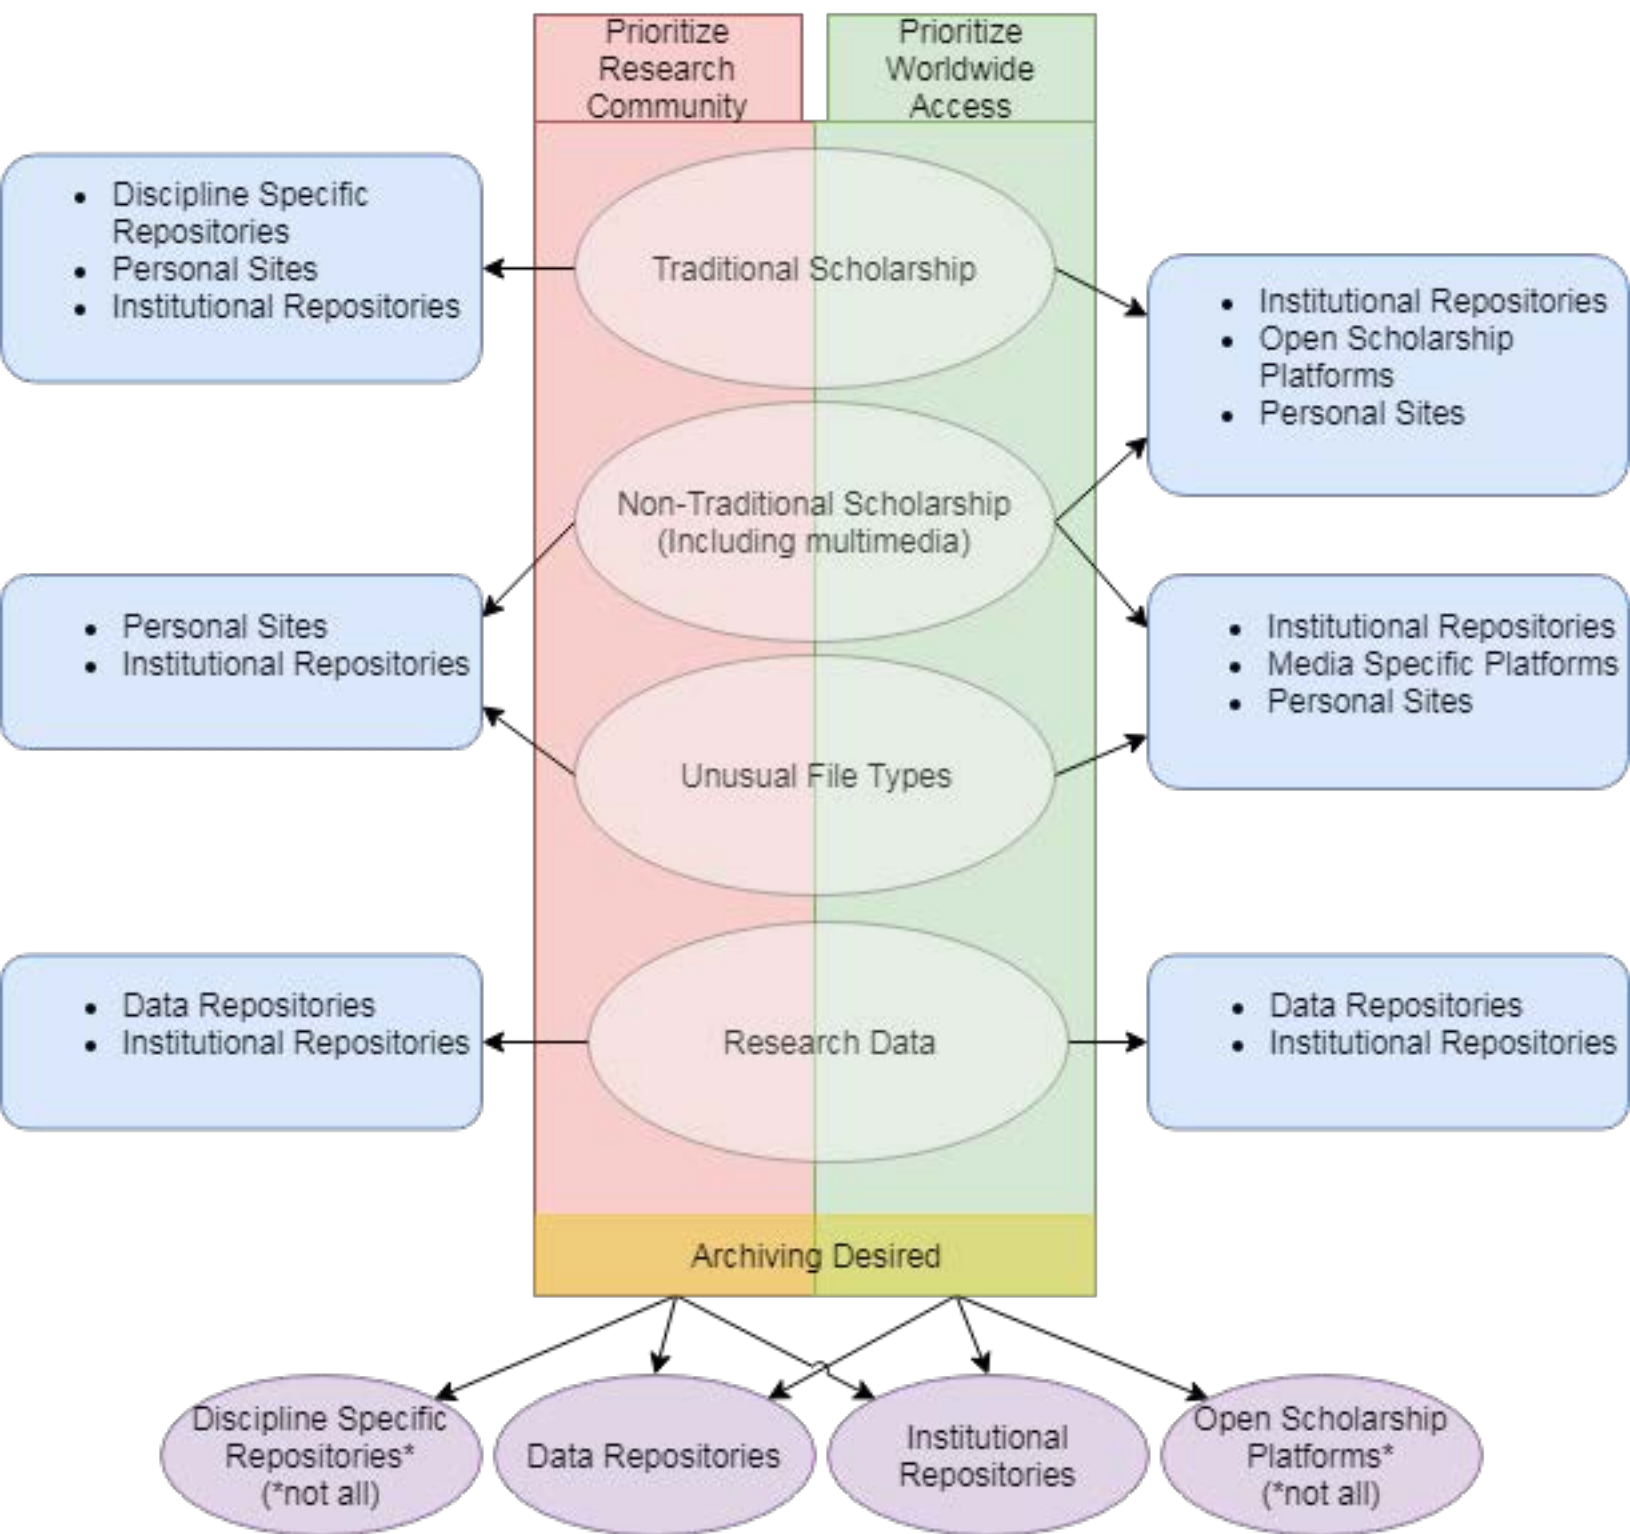 Prioritize
Research
Community
Prioritize
Worldwide
Access
• Discipline Specific
Repositories
• Personal Sites
• Institutional Repositories
Traditional Scholarship
• Institutional Repositories
• Open Scholarship
Platforms
• Personal Sites
Non-Traditional Scholarship
(Including multimedia)
• Personal Sites
• Institutional Repositories
• Institutional Repositories
• Media Specific Platforms
• Personal Sites
Unusual File Types
• Data Repositories
• Institutional Repositories
Research Data
• Data Repositories
• Institutional Repositories
Archiving Desired
Discipline Specific
Repositories*
(*not all)
Data Repositories
Institutional
Repositories
Open Scholarship
Platforms*
(*not all)